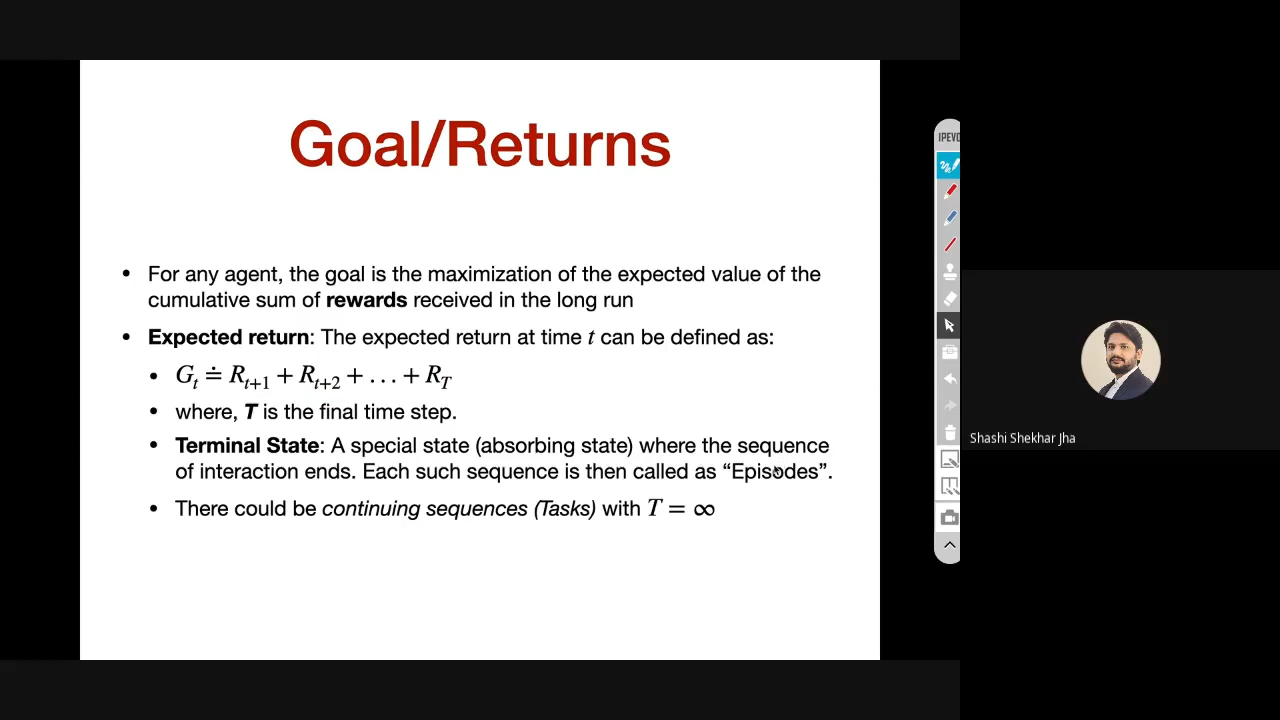 Goal/Returns
IPEVO
• For any agent, the goal is the maximization of the expected value of the
cumulative sum of rewards received in the long run
• Expected return: The expected return at time t can be defined as:
• G_t ≐ R_{t+1} + R_{t+2} + … + R_T
• where, T is the final time step.
• Terminal State: A special state (absorbing state) where the sequence
of interaction ends. Each such sequence is then called as “Episodes”.
• There could be continuing sequences (Tasks) with T = ∞
Shashi Shekhar Jha